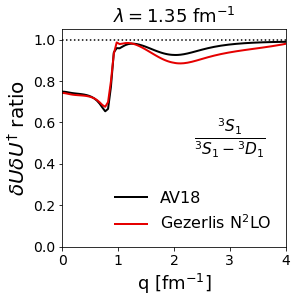 λ = 1.35 fm⁻¹
δUδU† ratio
1.0
0.8
0.6
0.4
0.2
0.0
³S₁
³S₁ − ³D₁
AV18
Gezerlis N²LO
0 1 2 3 4
q [fm⁻¹]